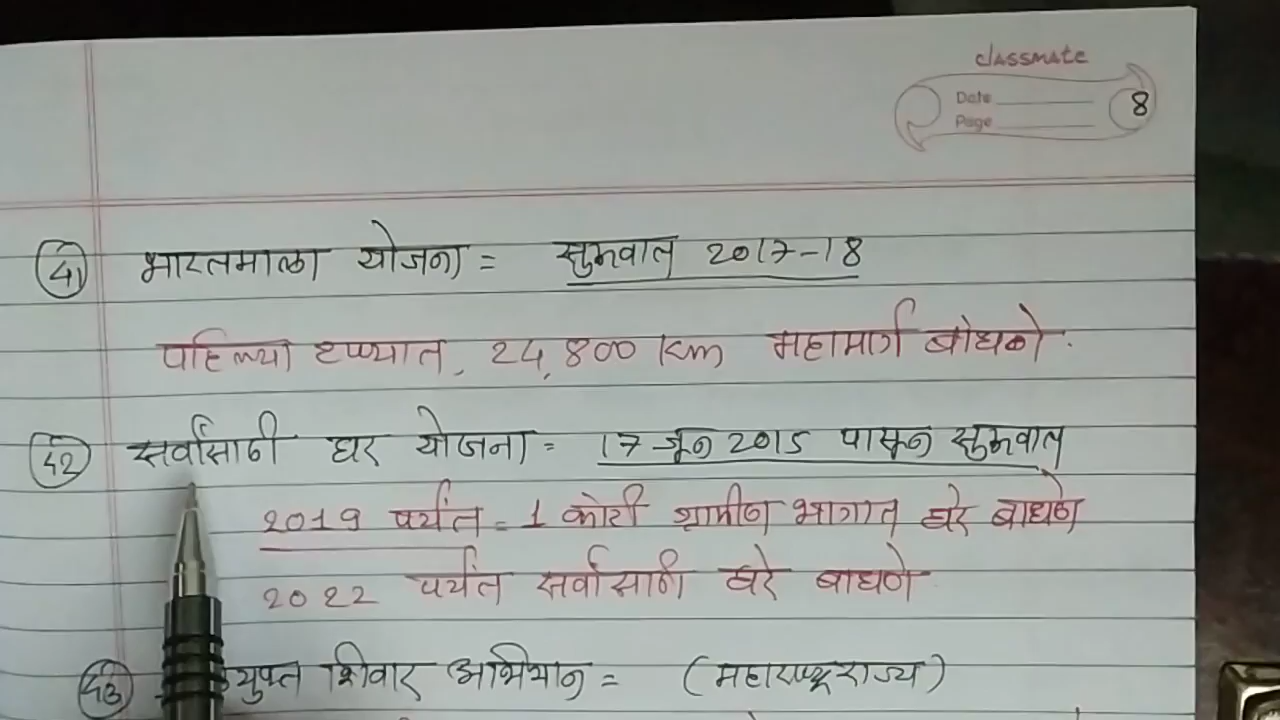 classmate
Date
Page 8
41 भारतमाला योजना = सुरुवात 2017-18
पहिल्या टप्प्यात, 24,800 km महामार्ग बांधणे.
42 सर्वांसाठी घर योजना = 17 जून 2015 पासून सुरुवात
2019 पर्यंत = 1 कोटी ग्रामीण भागात घरे बांधणे
2022 पर्यंत सर्वांसाठी घरे बांधणे
43 युक्त शिवार अभियान = (महाराष्ट्र राज्य)